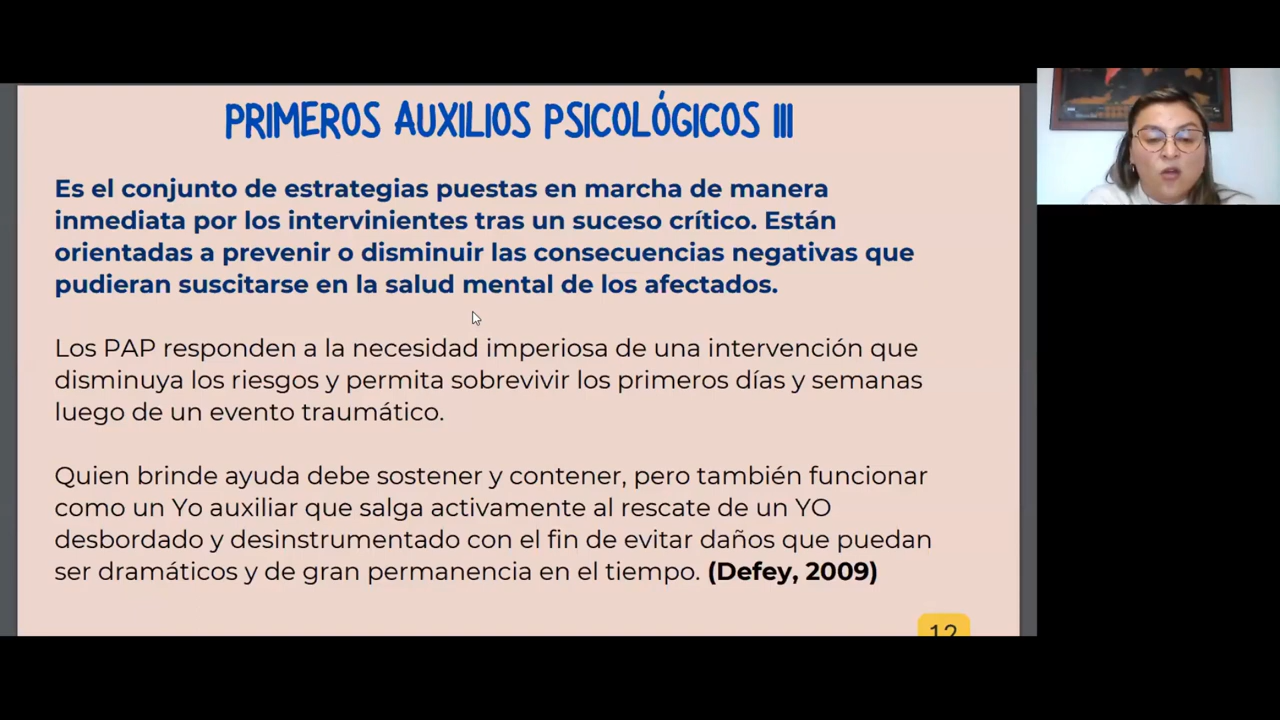 PRIMEROS AUXILIOS PSICOLÓGICOS III
Es el conjunto de estrategias puestas en marcha de manera
inmediata por los intervinientes tras un suceso crítico. Están
orientadas a prevenir o disminuir las consecuencias negativas que
pudieran suscitarse en la salud mental de los afectados.
Los PAP responden a la necesidad imperiosa de una intervención que
disminuya los riesgos y permita sobrevivir los primeros días y semanas
luego de un evento traumático.
Quien brinde ayuda debe sostener y contener, pero también funcionar
como un Yo auxiliar que salga activamente al rescate de un YO
desbordado y desinstrumentado con el fin de evitar daños que puedan
ser dramáticos y de gran permanencia en el tiempo. (Defey, 2009)
12